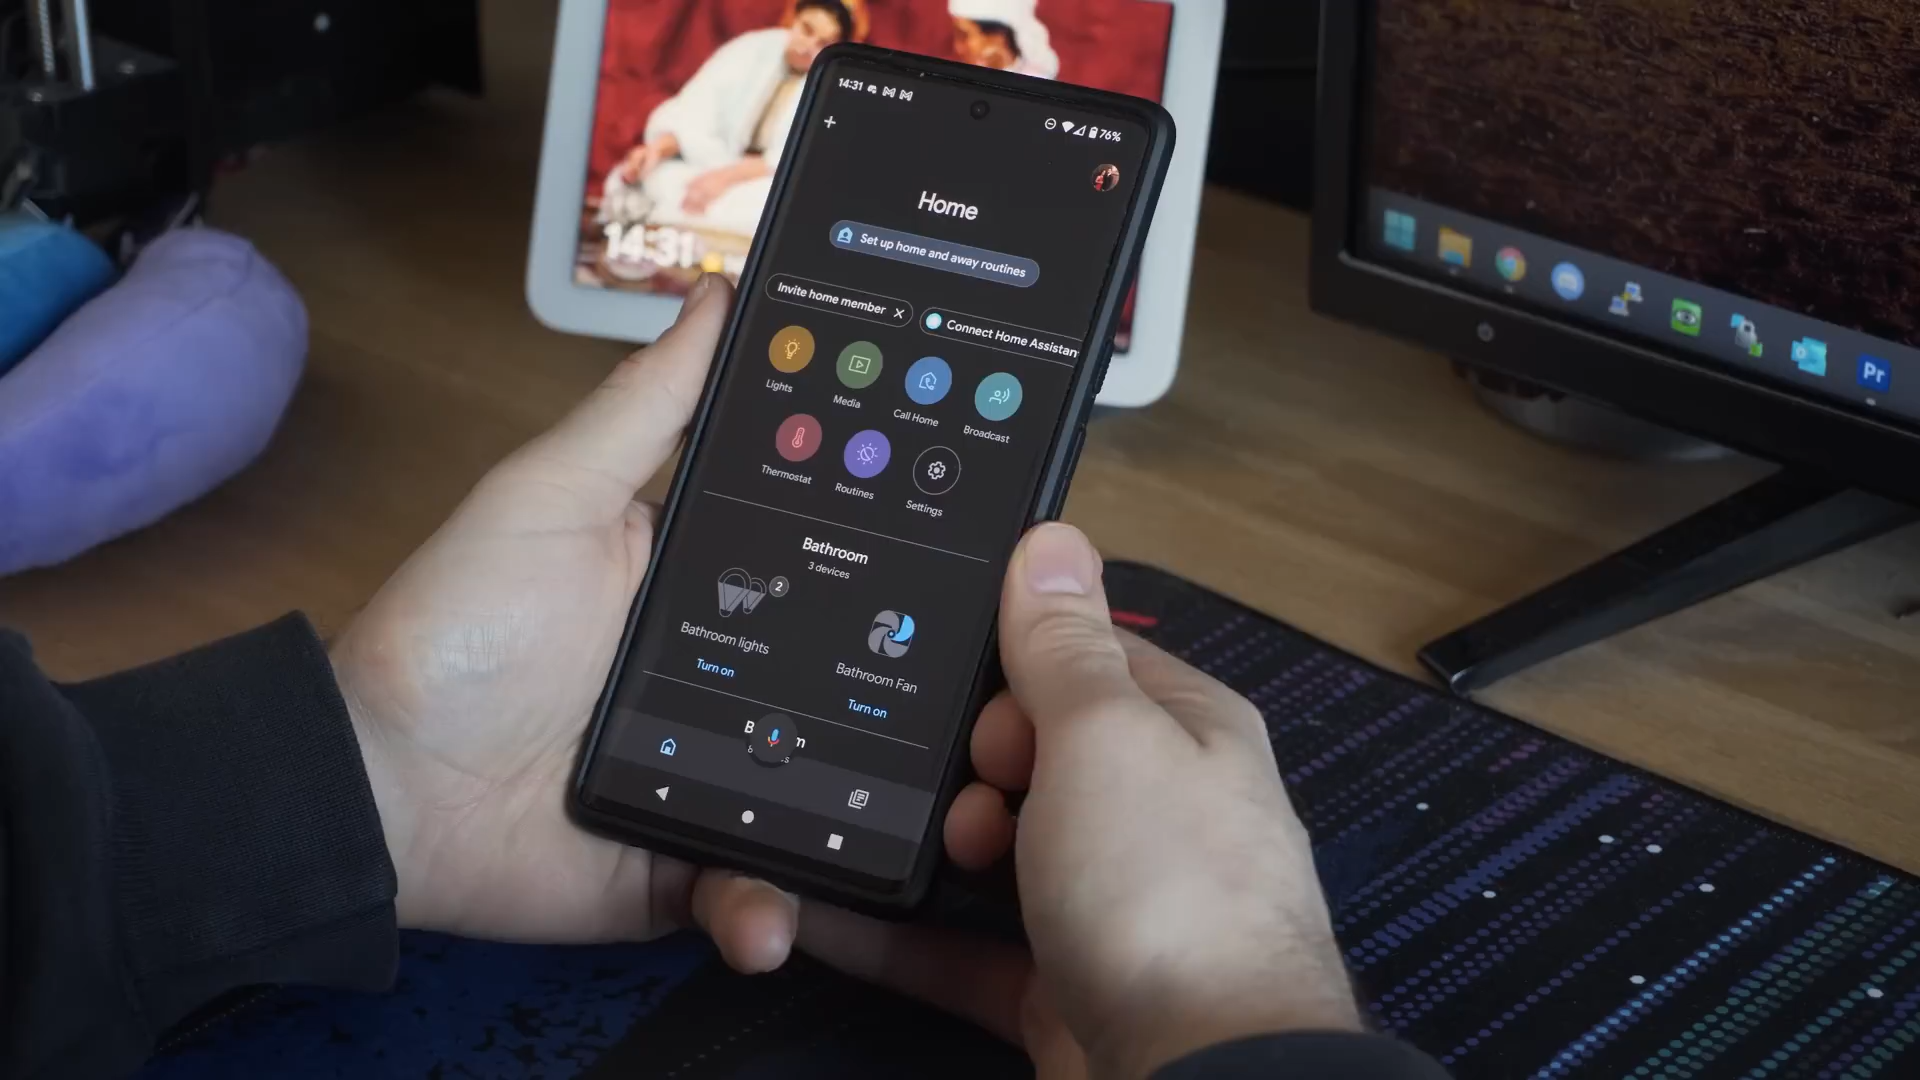 14:31
76%
Home
Set up home and away routines
Invite home member
Connect Home Assistan
Lights
Media
Call Home
Broadcast
Thermostat
Routines
Settings
Bathroom
3 devices
2
Bathroom lights
Turn on
Bathroom Fan
Turn on
14:31
Pr